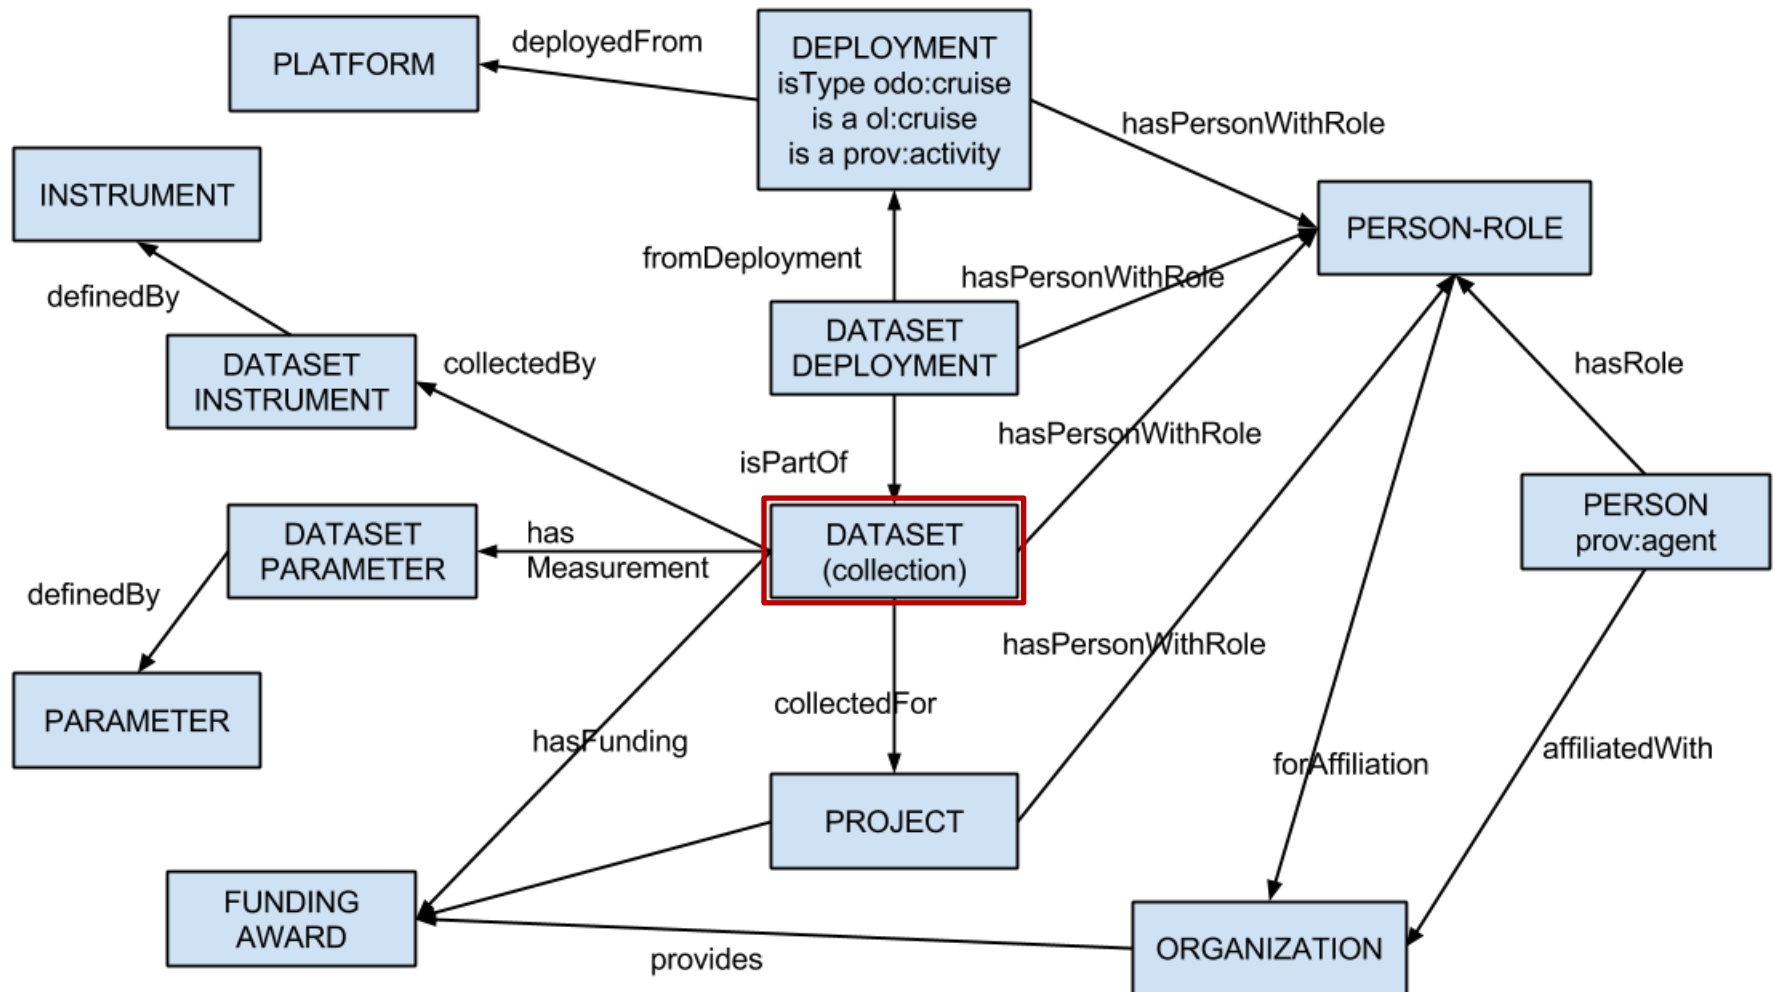 deployedFrom
PLATFORM
DEPLOYMENT
isType odo:cruise
is a ol:cruise
is a prov:activity
hasPersonWithRole
INSTRUMENT
PERSON-ROLE
fromDeployment
hasPersonWithRole
definedBy
DATASET
DEPLOYMENT
DATASET
INSTRUMENT
collectedBy
hasRole
hasPersonWithRole
isPartOf
DATASET
PARAMETER
has
Measurement
DATASET
(collection)
PERSON
prov:agent
definedBy
hasPersonWithRole
PARAMETER
collectedFor
hasFunding
forAffiliation
affiliatedWith
PROJECT
FUNDING
AWARD
provides
ORGANIZATION